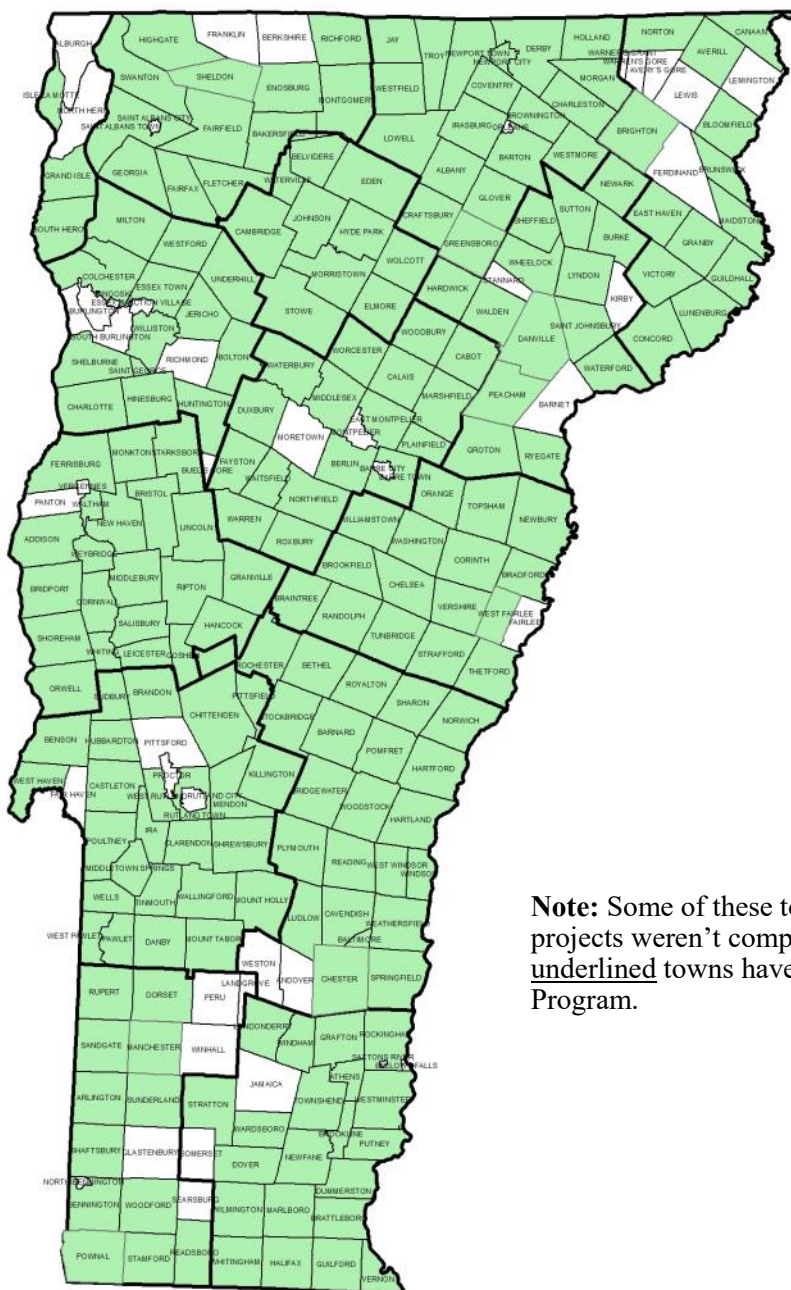 ALBURGH
HIGHGATE
FRANKLIN
BERKSHIRE
RICHFORD
JAY
TROY
NEWPORT TOWN
NEWPORT CITY
DERBY
HOLLAND
NORTON
CANAAN
WARNER'S GRANT
WARREN'S GORE
AVERY'S GORE
AVERILL
LEMINGTON
ISLE LA MOTTE
NORTH HERO
SWANTON
SHELDON
ENOSBURG
MONTGOMERY
WESTFIELD
COVENTRY
MORGAN
LEWIS
CHARLESTON
BLOOMFIELD
SAINT ALBANS CITY
SAINT ALBANS TOWN
FAIRFIELD
BAKERSFIELD
LOWELL
IRASBURG
BROWNINGTON
ORLEANS
BRIGHTON
BRUNSWICK
FERDINAND
BELVIDERE
EDEN
ALBANY
BARTON
WESTMORE
GRAND ISLE
GEORGIA
FAIRFAX
FLETCHER
WATERVILLE
NEWARK
MAIDSTONE
SOUTH HERO
MILTON
CAMBRIDGE
JOHNSON
HYDE PARK
CRAFTSBURY
GLOVER
SHEFFIELD
SUTTON
EAST HAVEN
GRANBY
WESTFORD
GREENSBORO
WHEELOCK
BURKE
GUILDHALL
COLCHESTER
ESSEX TOWN
UNDERHILL
MORRISTOWN
WOLCOTT
HARDWICK
STANNARD
LYNDON
VICTORY
WINOOSKI
ESSEX JUNCTION VILLAGE
BURLINGTON
JERICHO
STOWE
ELMORE
WALDEN
KIRBY
LUNENBURG
WILLISTON
SOUTH BURLINGTON
WOODBURY
DANVILLE
SAINT JOHNSBURY
CONCORD
SHELBURNE
SAINT GEORGE
RICHMOND
BOLTON
WATERBURY
WORCESTER
CABOT
WATERFORD
CALAIS
CHARLOTTE
HINESBURG
HUNTINGTON
DUXBURY
MIDDLESEX
MARSHFIELD
PEACHAM
BARNET
EAST MONTPELIER
MONTPELIER
MORETOWN
PLAINFIELD
GROTON
RYEGATE
FERRISBURG
MONKTON
STARKSBORO
BUELS GORE
FAYSTON
BERLIN
BARRE CITY
BARRE TOWN
VERGENNES
PANTON
WALTHAM
BRISTOL
WAITSFIELD
NORTHFIELD
ORANGE
TOPSHAM
NEWBURY
NEW HAVEN
LINCOLN
WARREN
ROXBURY
WILLIAMSTOWN
WASHINGTON
ADDISON
WEYBRIDGE
CORINTH
BROOKFIELD
BRADFORD
BRIDPORT
MIDDLEBURY
RIPTON
GRANVILLE
CHELSEA
CORNWALL
BRAINTREE
RANDOLPH
VERSHIRE
WEST FAIRLEE
FAIRLEE
SHOREHAM
SALISBURY
HANCOCK
TUNBRIDGE
WHITING
LEICESTER
GOSHEN
ROCHESTER
BETHEL
STRAFFORD
THETFORD
ORWELL
SUDBURY
BRANDON
PITTSFIELD
ROYALTON
SHARON
CHITTENDEN
STOCKBRIDGE
NORWICH
BENSON
HUBBARDTON
PITTSFORD
BARNARD
POMFRET
HARTFORD
WEST HAVEN
FAIR HAVEN
CASTLETON
PROCTOR
KILLINGTON
WEST RUTLAND
RUTLAND CITY
MENDON
BRIDGEWATER
WOODSTOCK
RUTLAND TOWN
HARTLAND
IRA
POULTNEY
CLARENDON
SHREWSBURY
PLYMOUTH
READING
WEST WINDSOR
WINDSOR
MIDDLETOWN SPRINGS
WELLS
TINMOUTH
WALLINGFORD
MOUNT HOLLY
LUDLOW
CAVENDISH
WEATHERSFIELD
BALTIMORE
WEST PAWLET
PAWLET
DANBY
MOUNT TABOR
WESTON
ANDOVER
CHESTER
SPRINGFIELD
LANDGROVE
RUPERT
DORSET
PERU
LONDONDERRY
WINDHAM
GRAFTON
ROCKINGHAM
SANDGATE
MANCHESTER
WINHALL
SAXTONS RIVER
BELLOWS FALLS
ATHENS
JAMAICA
ARLINGTON
SUNDERLAND
STRATTON
TOWNSHEND
WESTMINSTER
WARDSBORO
BROOKLINE
PUTNEY
SHAFTSBURY
GLASTENBURY
SOMERSET
DOVER
NEWFANE
NORTH BENNINGTON
DUMMERSTON
BENNINGTON
WOODFORD
SEARSBURG
WILMINGTON
MARLBORO
BRATTLEBORO
POWNAL
STAMFORD
READSBORO
WHITINGHAM
HALIFAX
GUILFORD
VERNON
Note: Some of these to
projects weren't comp
underlined towns have
Program.